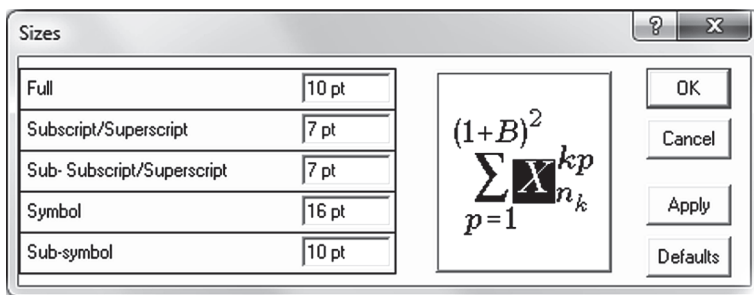 Sizes ? X
Full 10 pt OK
Subscript/Superscript 7 pt Cancel
Sub- Subscript/Superscript 7 pt
Symbol 16 pt Apply
Sub-symbol 10 pt Defaults
(1+B)²
∑ X kp n k
p=1